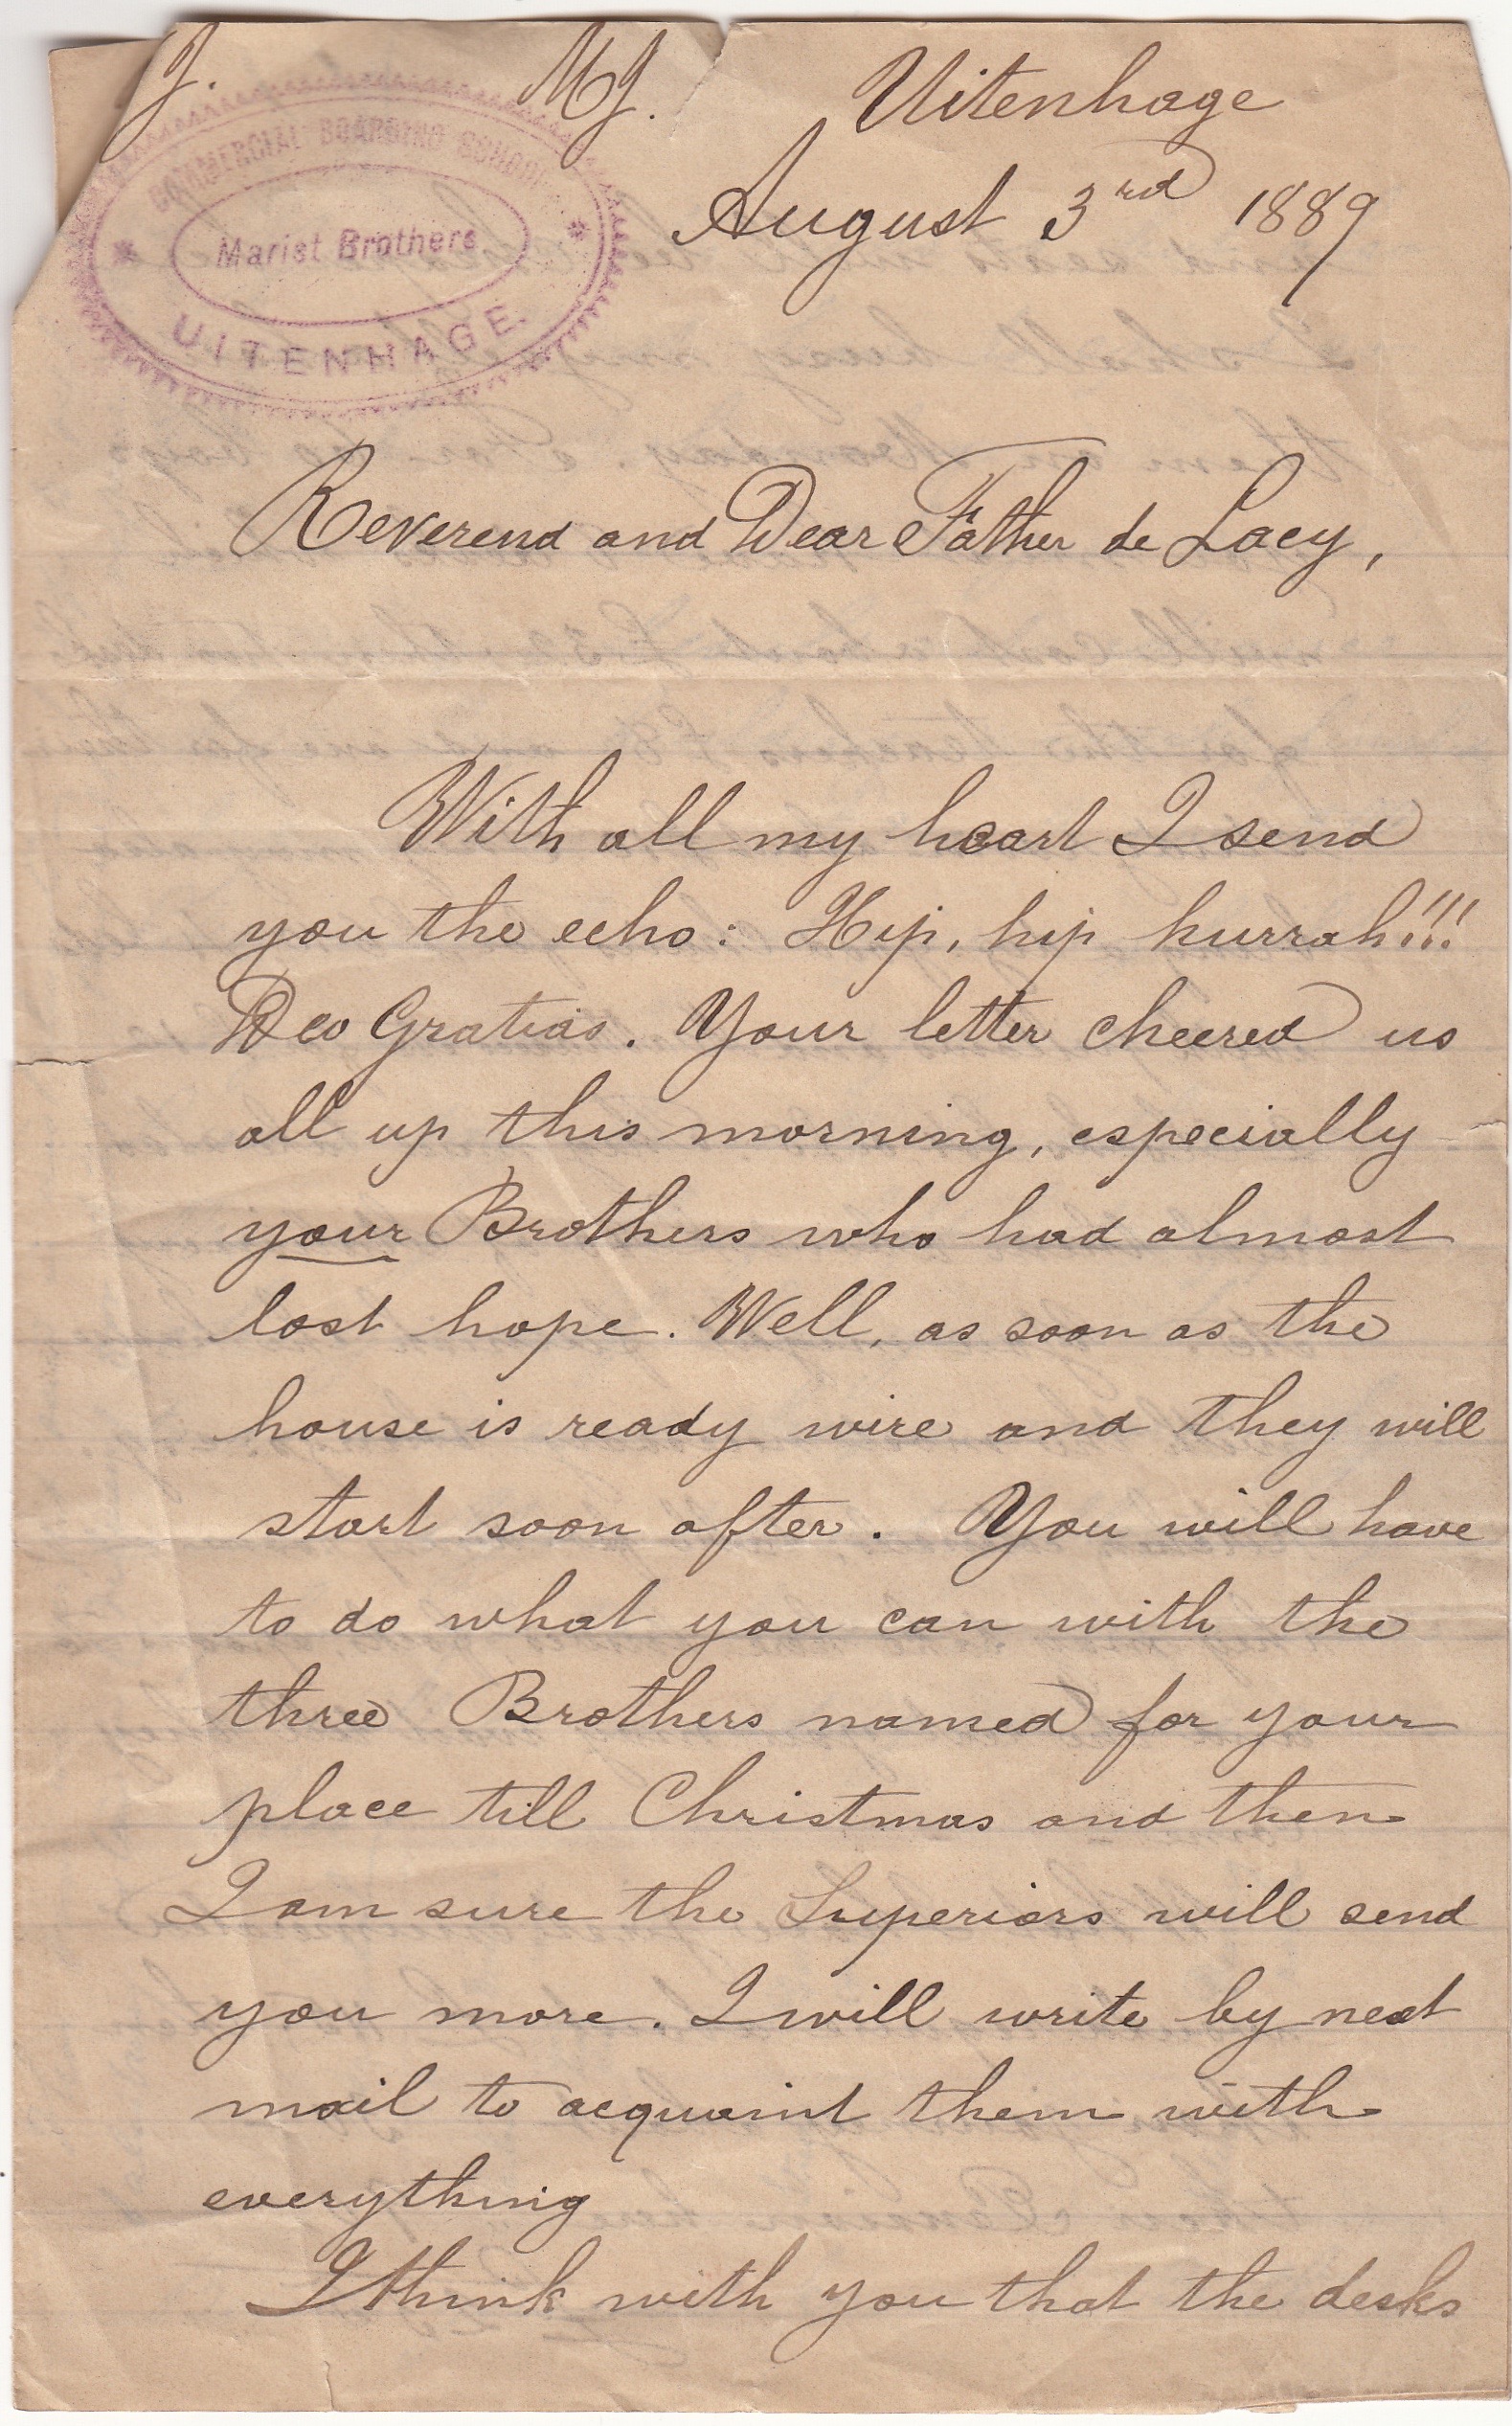 J. MJ. Uitenhage
August 3rd 1889
COMMERCIAL BOARDING SCHOOL
* Marist Brothers *
UITENHAGE
Reverend and Dear Father de Lacy,
With all my heart I send
you the echo: Hip, hip hurrah!!!
Deo Gratias. Your letter cheered us
all up this morning, especially
your Brothers who had almost
lost hope. Well, as soon as the
house is ready wire and they will
start soon after. You will have
to do what you can with the
three Brothers named for your
place till Christmas and then
I am sure the Superiors will send
you more. I will write by next
mail to acquaint them with
everything
I think with you that the desks